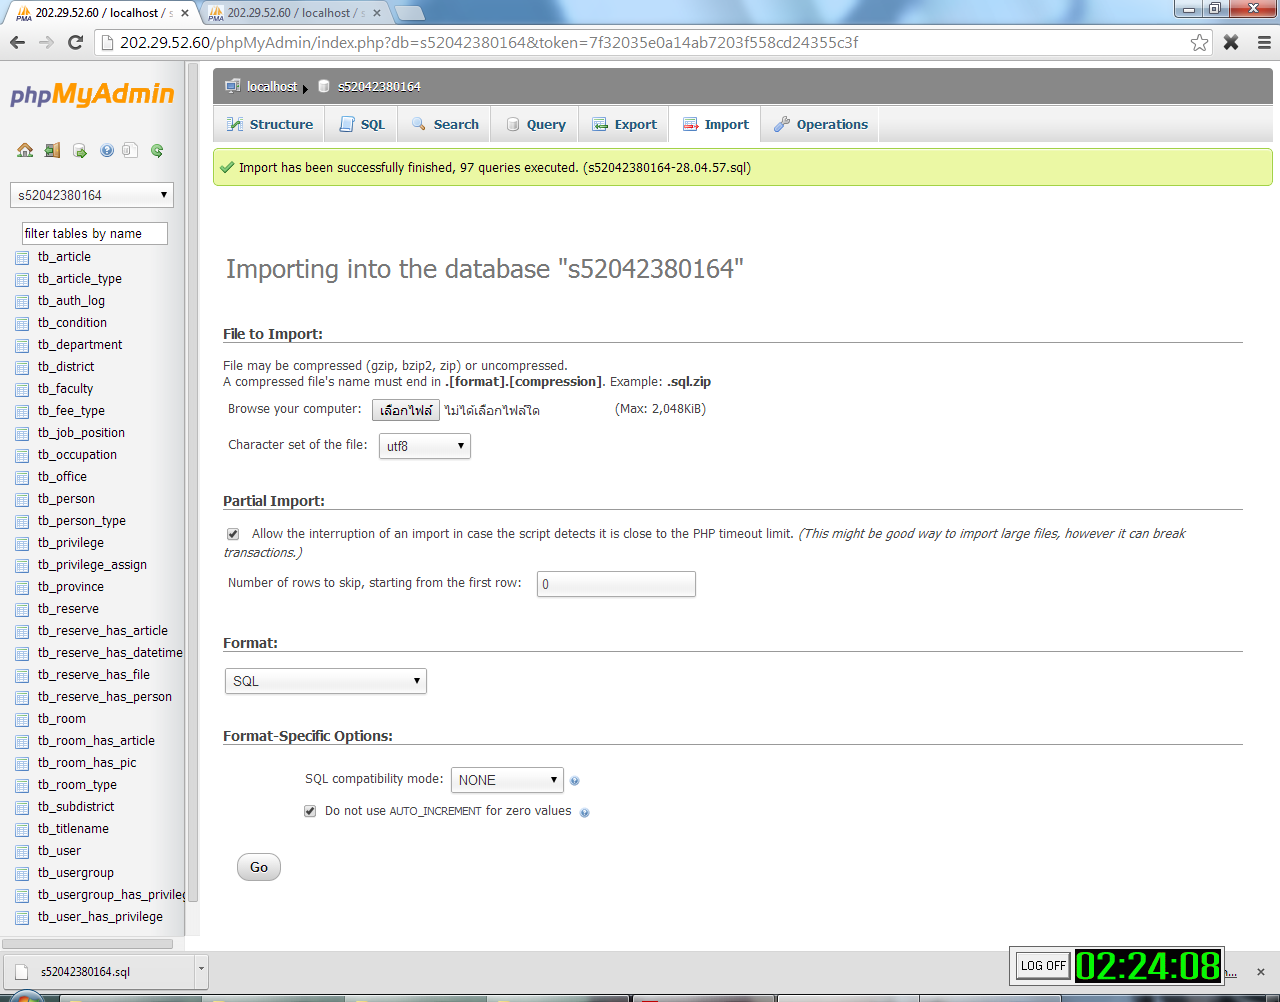 202.29.52.60 / localhost / s
202.29.52.60 / localhost / s
202.29.52.60/phpMyAdmin/index.php?db=s52042380164&token=7f32035e0a14ab7203f558cd24355c3f
phpMyAdmin
localhost
s52042380164
Structure
SQL
Search
Query
Export
Import
Operations
Import has been successfully finished, 97 queries executed. (s52042380164-28.04.57.sql)
s52042380164
filter tables by name
tb_article
tb_article_type
tb_auth_log
tb_condition
tb_department
tb_district
tb_faculty
tb_fee_type
tb_job_position
tb_occupation
tb_office
tb_person
tb_person_type
tb_privilege
tb_privilege_assign
tb_province
tb_reserve
tb_reserve_has_article
tb_reserve_has_datetime
tb_reserve_has_file
tb_reserve_has_person
tb_room
tb_room_has_article
tb_room_has_pic
tb_room_type
tb_subdistrict
tb_titlename
tb_user
tb_usergroup
tb_usergroup_has_privileg
tb_user_has_privilege
Importing into the database "s52042380164"
File to Import:
File may be compressed (gzip, bzip2, zip) or uncompressed.
A compressed file's name must end in .[format].[compression]. Example: .sql.zip
Browse your computer: เลือกไฟล์ ไม่ได้เลือกไฟล์ใด (Max: 2,048KiB)
Character set of the file: utf8
Partial Import:
Allow the interruption of an import in case the script detects it is close to the PHP timeout limit. (This might be good way to import large files, however it can break
transactions.)
Number of rows to skip, starting from the first row: 0
Format:
SQL
Format-Specific Options:
SQL compatibility mode: NONE
Do not use AUTO_INCREMENT for zero values
Go
s52042380164.sql
LOG OFF 02:24:08